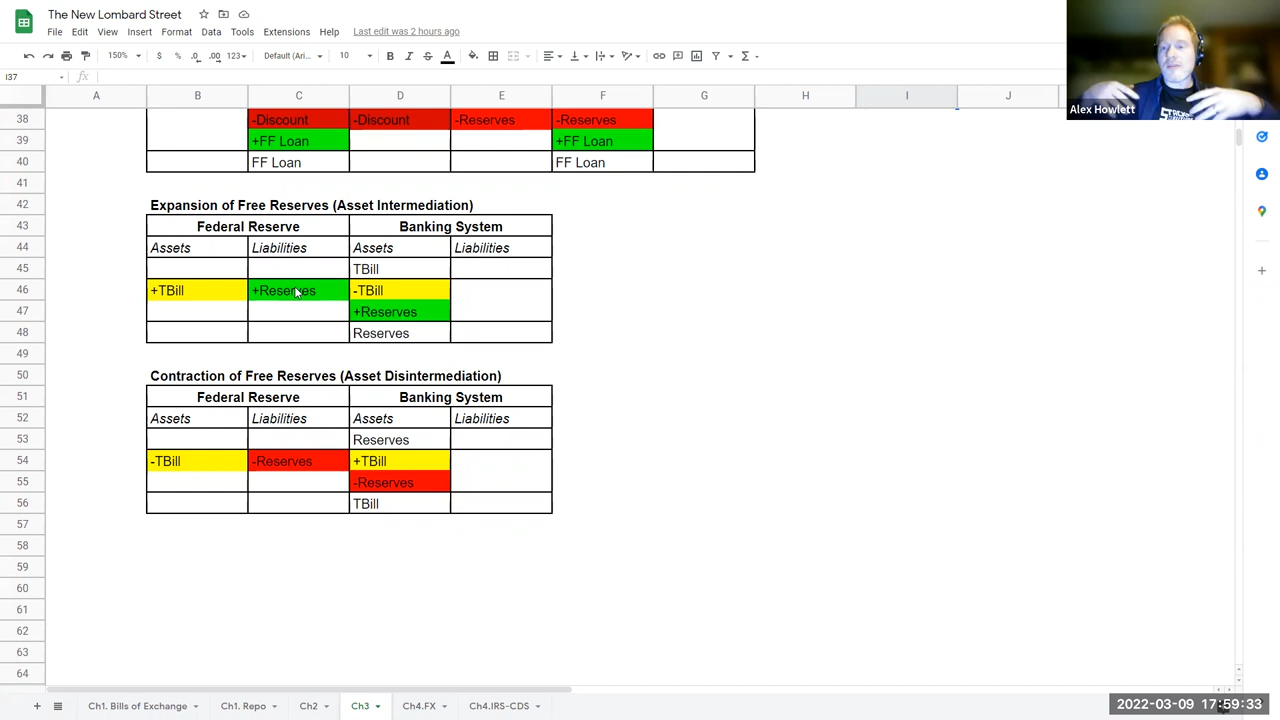 The New Lombard Street
File Edit View Insert Format Data Tools Extensions Help Last edit was 2 hours ago
150% $ % .0 .00 123 Default (Ari... 10 B I S A Σ
I37 fx
A B C D E F G H I J
Alex Howlett
38 -Discount -Discount -Reserves -Reserves
39 +FF Loan +FF Loan
40 FF Loan FF Loan
41
42 Expansion of Free Reserves (Asset Intermediation)
43 Federal Reserve Banking System
44 Assets Liabilities Assets Liabilities
45 TBill
46 +TBill +Reserves -TBill
47 +Reserves
48 Reserves
49
50 Contraction of Free Reserves (Asset Disintermediation)
51 Federal Reserve Banking System
52 Assets Liabilities Assets Liabilities
53 Reserves
54 -TBill -Reserves +TBill
55 -Reserves
56 TBill
57
58
59
60
61
62
63
64
+ Ch1. Bills of Exchange Ch1. Repo Ch2 Ch3 Ch4.FX Ch4.IRS-CDS
2022-03-09 17:59:33